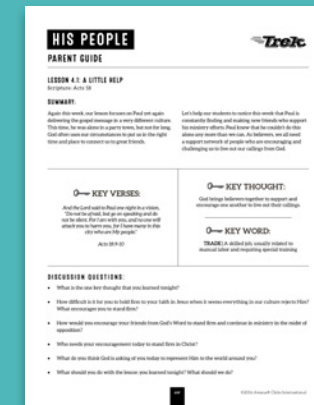 HIS PEOPLE
Trek
PARENT GUIDE
LESSON 4.1: A LITTLE HELP
Scripture: Acts 18
SUMMARY:
Again this week, our lesson focuses on Paul yet again
delivering the gospel message in a very different culture.
This time, he was alone in a party town, but not for long.
God often uses our circumstances to put us in the right
time and place to connect us to great friends.
Let's help our students to notice this week that Paul is
constantly finding and making new friends who support
his ministry efforts. Paul knew that he couldn't do this
alone any more than we can. As believers, we all need
a support network of people who are encouraging and
challenging us to live out our callings from God.
KEY VERSES:
And the Lord said to Paul one night in a vision,
"Do not be afraid, but go on speaking and do
not be silent. For I am with you, and no one will
attack you to harm you, for I have many in this
city who are My people."
Acts 18:9-10
KEY THOUGHT:
God brings believers together to support and
encourage one another to live out their callings.
KEY WORD:
TRADE: A skilled job, usually related to
manual labor and requiring special training
DISCUSSION QUESTIONS:
• What is the one key thought that you learned tonight?
• How difficult is it for you to hold firm to your faith in Jesus when it seems everything in our culture rejects Him?
What encourages you to stand firm?
• How would you encourage your friends from God's Word to stand firm and continue in ministry in the midst of
opposition?
• Who needs your encouragement today to stand firm in Christ?
• What do you think God is asking of you today to represent Him to the world around you?
• What should you do with the lesson you learned tonight? What should we do?
Awana® Clubs International